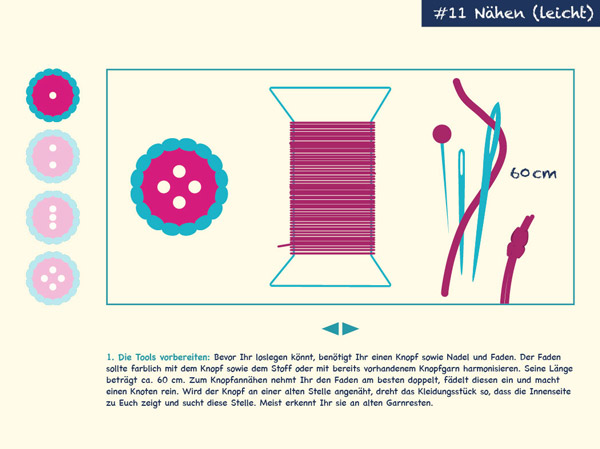 #11 Nähen (leicht)
60 cm
1. Die Tools vorbereiten: Bevor Ihr loslegen könnt, benötigt Ihr einen Knopf sowie Nadel und Faden. Der Faden
sollte farblich mit dem Knopf sowie dem Stoff oder mit bereits vorhandenem Knopfgarn harmonisieren. Seine Länge
beträgt ca. 60 cm. Zum Knopfannähen nehmt Ihr den Faden am besten doppelt, fädelt diesen ein und macht
einen Knoten rein. Wird der Knopf an einer alten Stelle angenäht, dreht das Kleidungsstück so, dass die Innenseite
zu Euch zeigt und sucht diese Stelle. Meist erkennt Ihr sie an alten Garnresten.